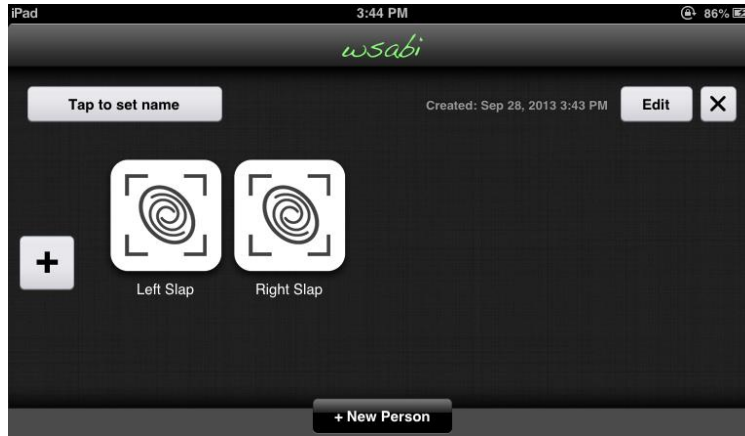 iPad 3:44 PM 86%
wsabi
Tap to set name Created: Sep 28, 2013 3:43 PM Edit
Left Slap Right Slap
+ New Person